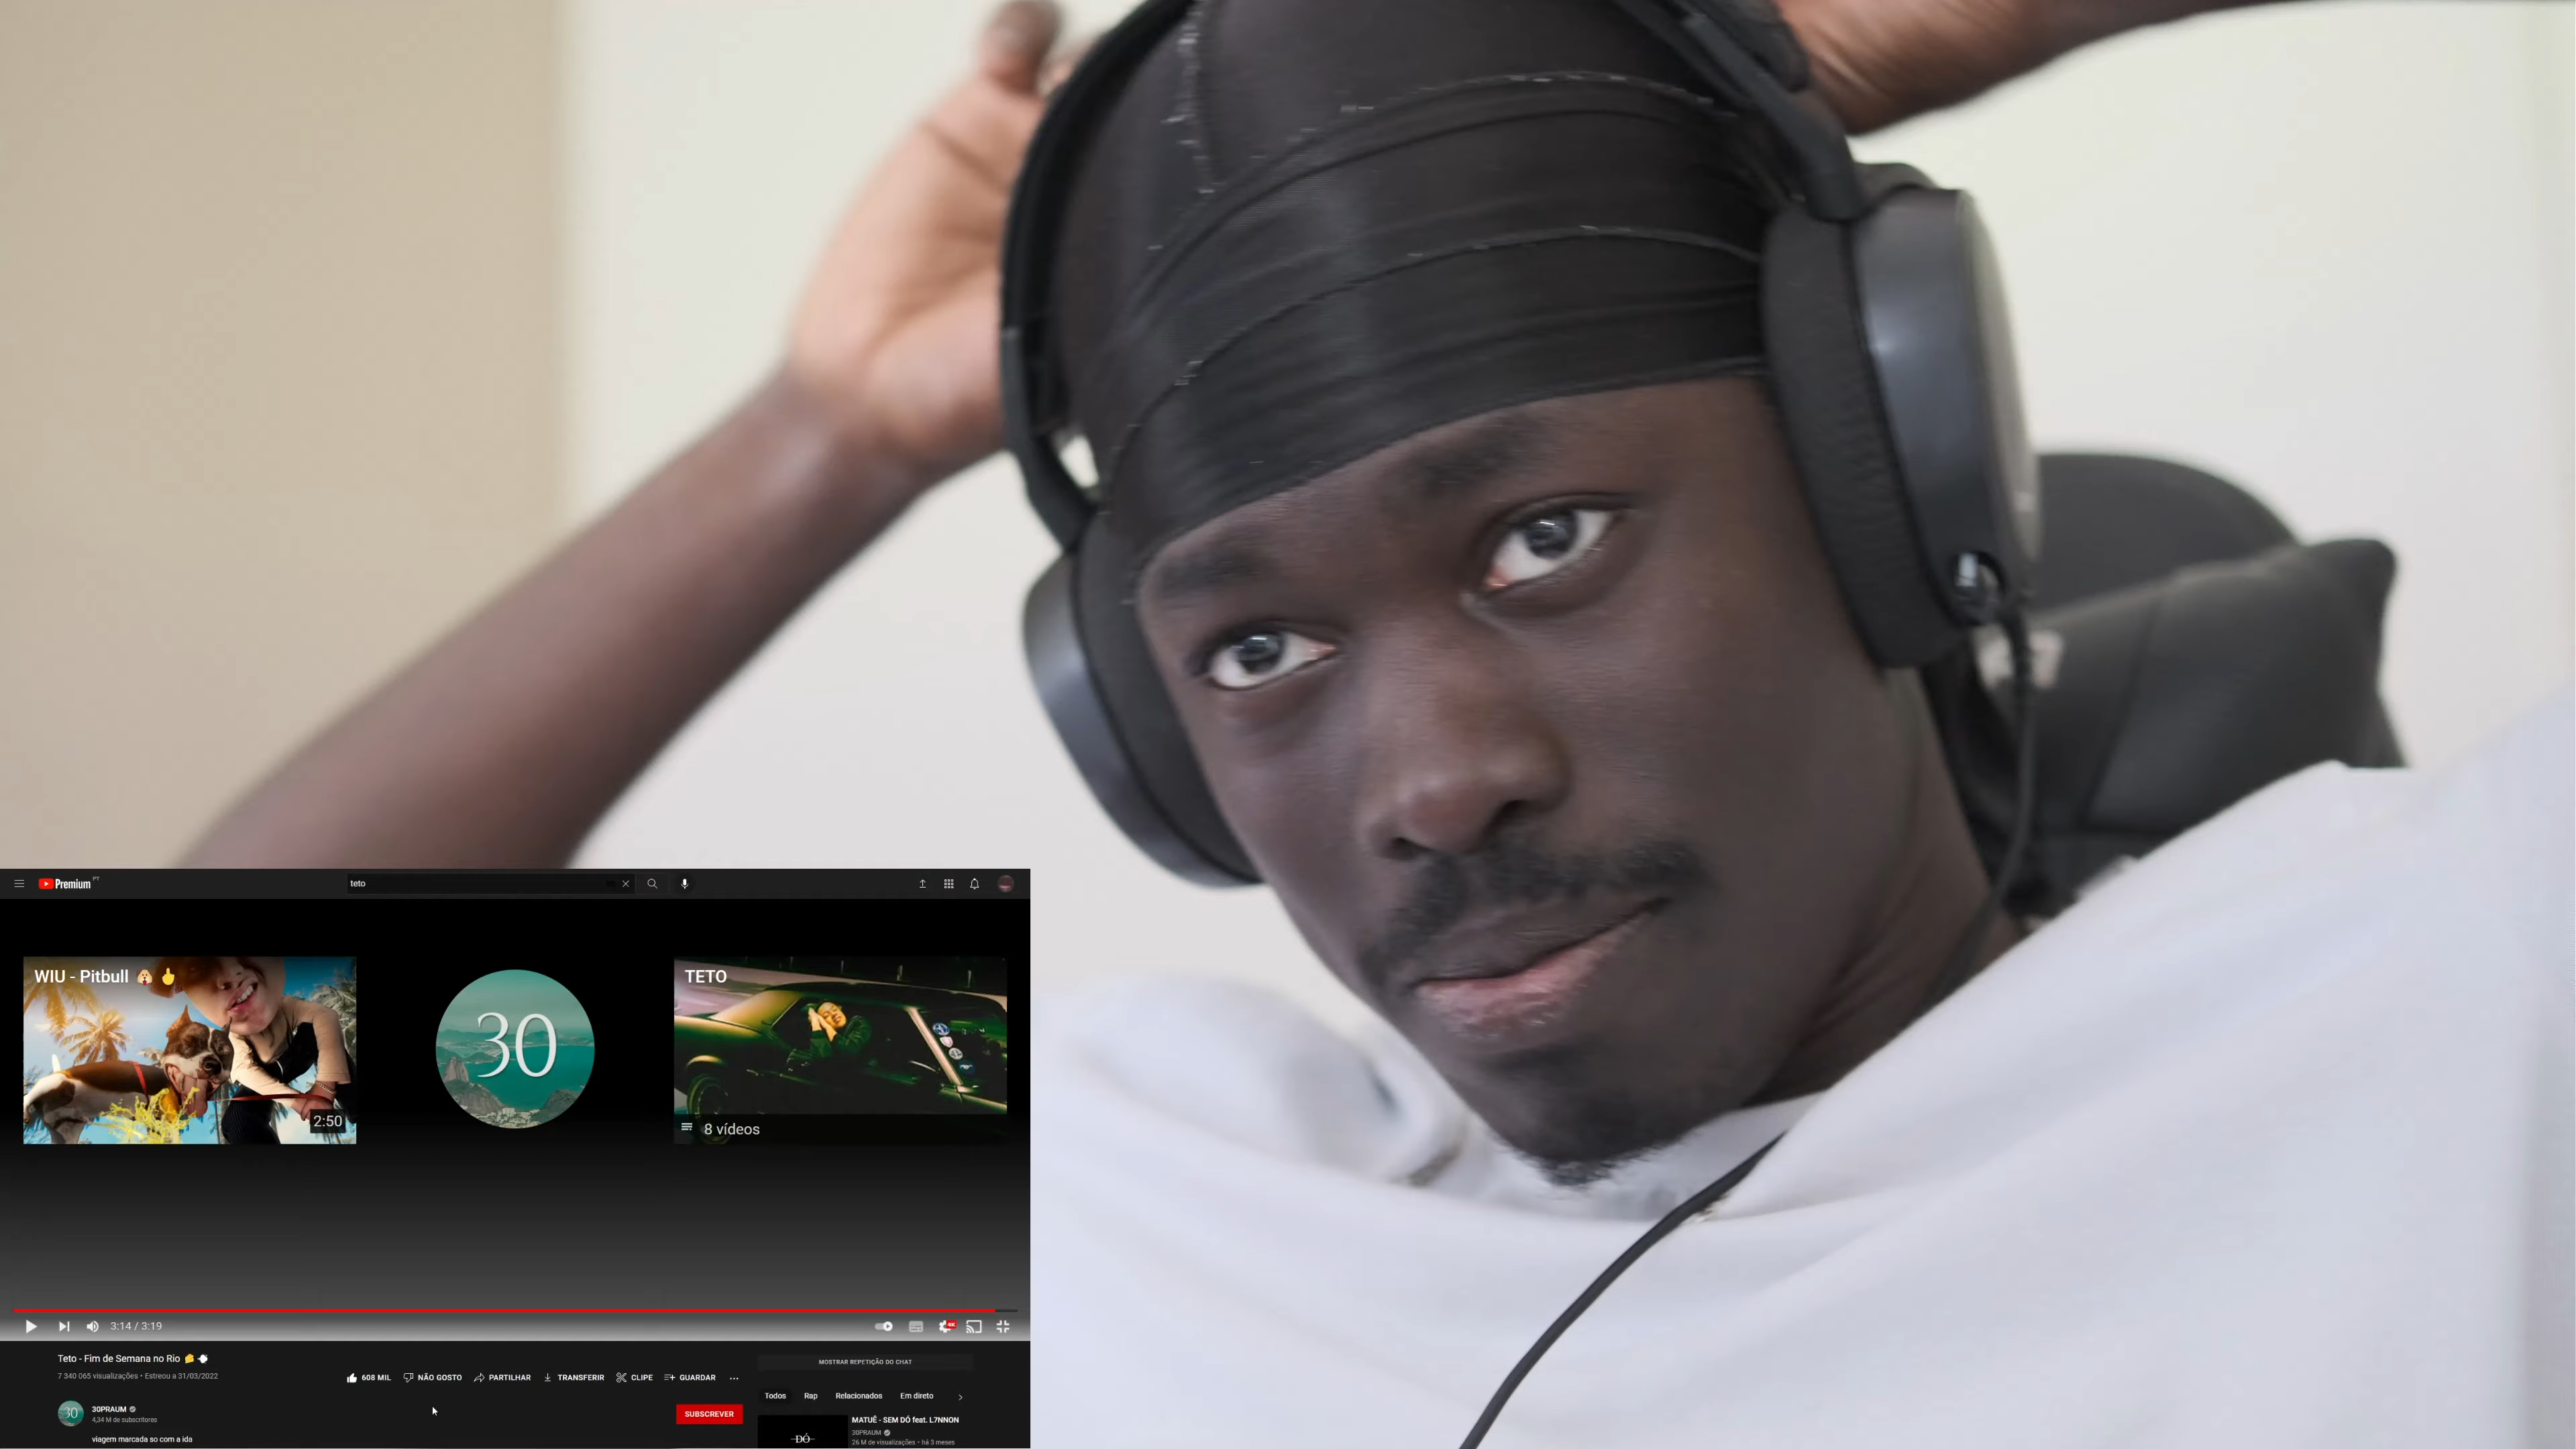 Premium PT
teto
WIU - Pitbull
2:50
30
TETO
8 vídeos
3:14 / 3:19
Teto - Fim de Semana no Rio
7 340 065 visualizações • Estreou a 31/03/2022
608 MIL
NÃO GOSTO
PARTILHAR
TRANSFERIR
CLIPE
GUARDAR
30PRAUM
4,34 M de subscritores
SUBSCREVER
viagem marcada so com a ida
MOSTRAR REPETIÇÃO DO CHAT
Todos
Rap
Relacionados
Em direto
MATUÊ - SEM DÓ feat. L7NNON
30PRAUM
26 M de visualizações • há 3 meses
DÓ